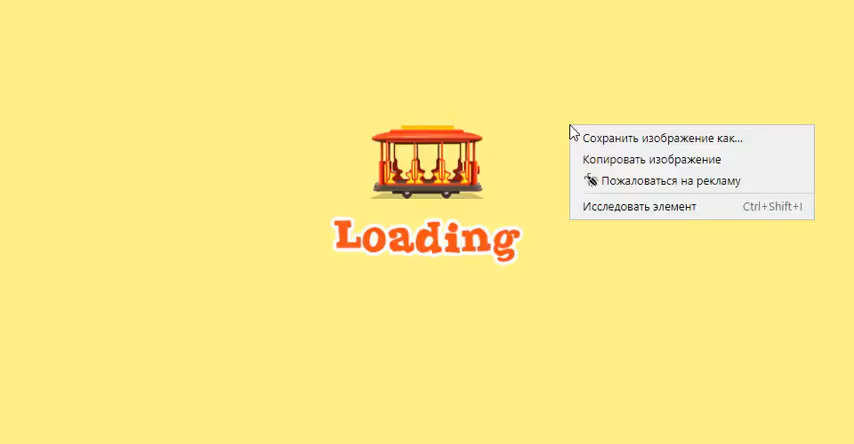 Сохранить изображение как...
Копировать изображение
Пожаловаться на рекламу
Исследовать элемент Ctrl+Shift+I
Loading